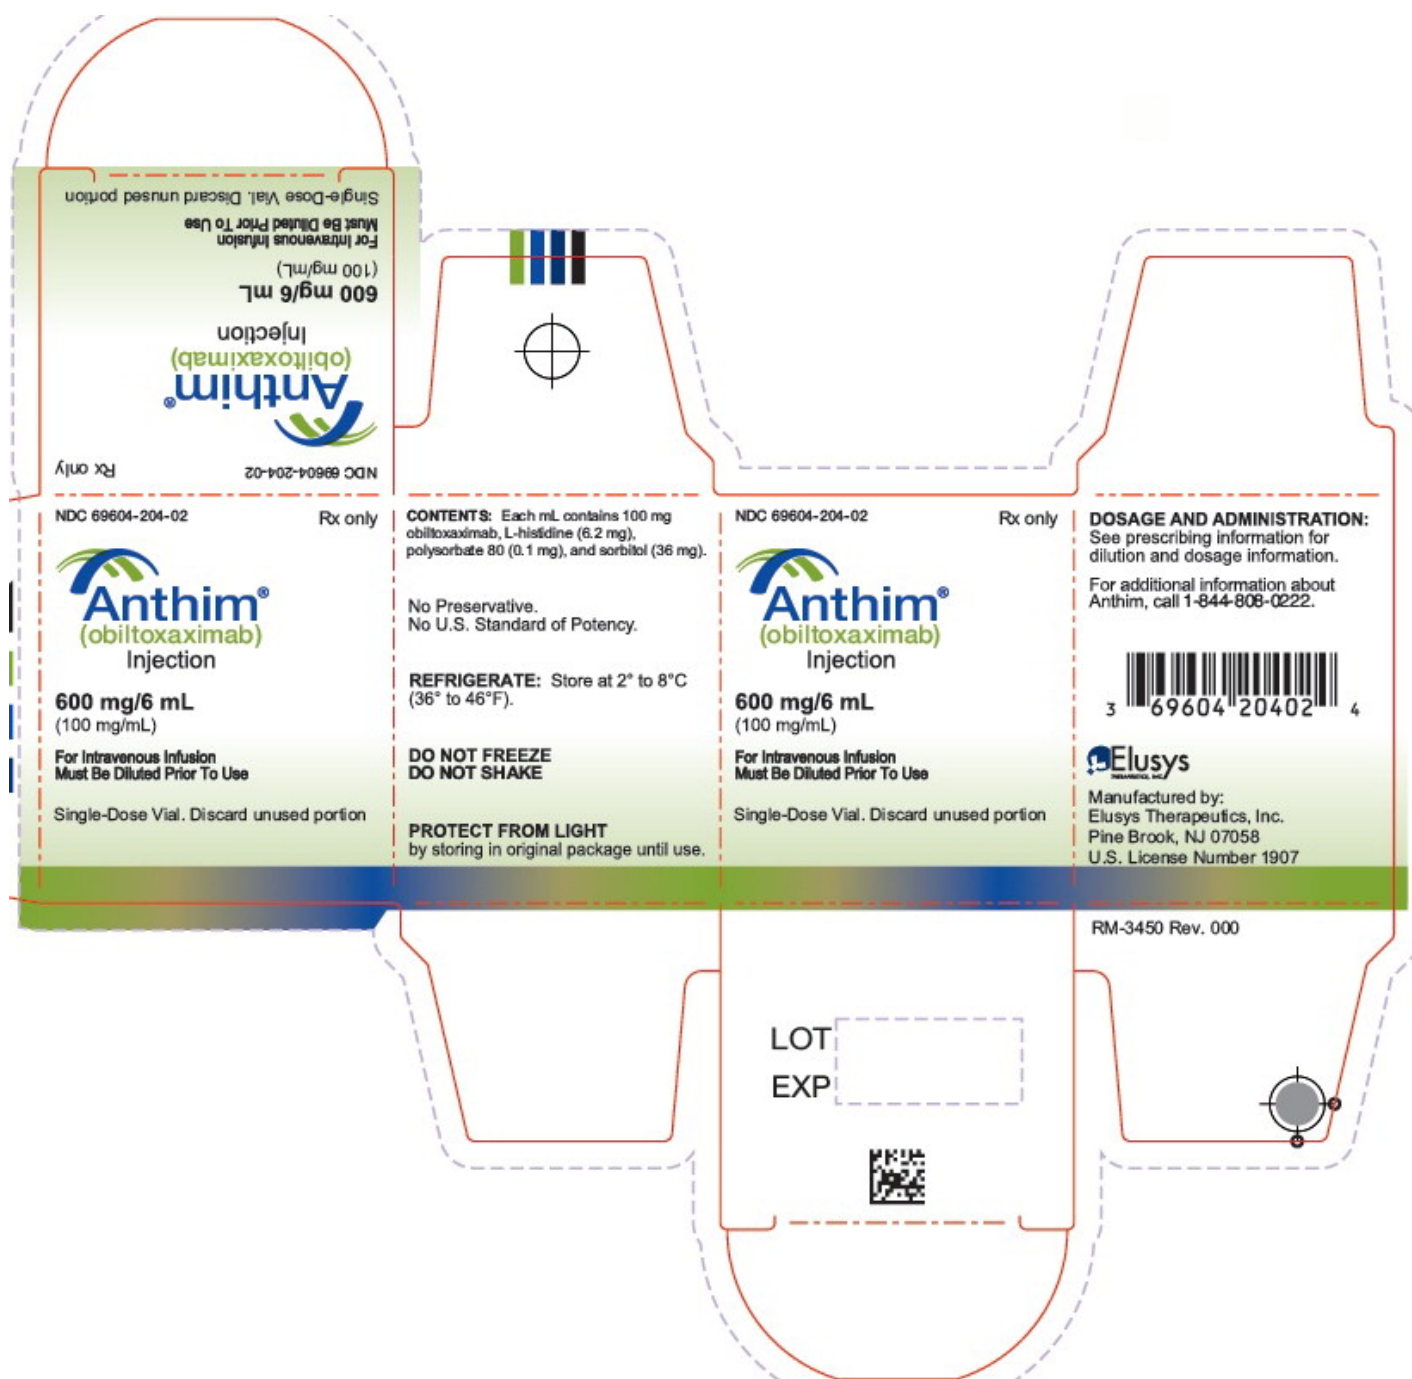 Single-Dose Vial. Discard unused portion
Must Be Diluted Prior To Use
For Intravenous Infusion
(100 mg/mL)
600 mg/6 mL
Injection
(obiltoxaximab)
Anthim®
NDC 69604-204-02 Rx only
NDC 69604-204-02 Rx only
Anthim®
(obiltoxaximab)
Injection
600 mg/6 mL
(100 mg/mL)
For Intravenous Infusion
Must Be Diluted Prior To Use
Single-Dose Vial. Discard unused portion
CONTENTS: Each mL contains 100 mg
obiltoxaximab, L-histidine (6.2 mg),
polysorbate 80 (0.1 mg), and sorbitol (36 mg).
No Preservative.
No U.S. Standard of Potency.
REFRIGERATE: Store at 2° to 8°C
(36° to 46°F).
DO NOT FREEZE
DO NOT SHAKE
PROTECT FROM LIGHT
by storing in original package until use.
NDC 69604-204-02 Rx only
Anthim®
(obiltoxaximab)
Injection
600 mg/6 mL
(100 mg/mL)
For Intravenous Infusion
Must Be Diluted Prior To Use
Single-Dose Vial. Discard unused portion
DOSAGE AND ADMINISTRATION:
See prescribing information for
dilution and dosage information.
For additional information about
Anthim, call 1-844-808-0222.
3 69604 20402 4
Elusys
THERAPEUTICS, INC.
Manufactured by:
Elusys Therapeutics, Inc.
Pine Brook, NJ 07058
U.S. License Number 1907
RM-3450 Rev. 000
LOT
EXP